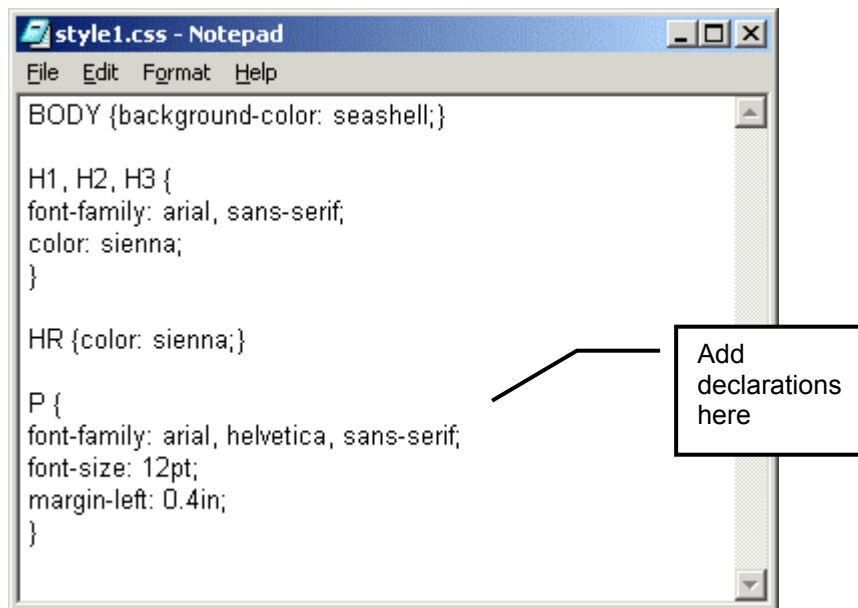 style1.css - Notepad
File Edit Format Help
BODY {background-color: seashell;}
H1, H2, H3 {
font-family: arial, sans-serif;
color: sienna;
}
HR {color: sienna;}
P {
font-family: arial, helvetica, sans-serif;
font-size: 12pt;
margin-left: 0.4in;
}
Add
declarations
here